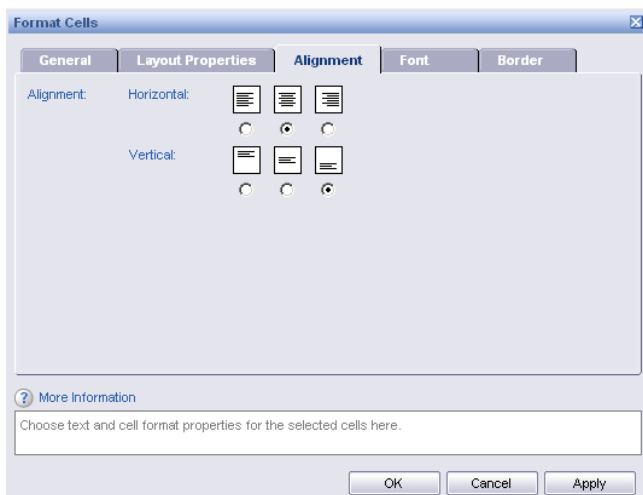 Format Cells
General Layout Properties Alignment Font Border
Alignment: Horizontal:
Vertical:
? More Information
Choose text and cell format properties for the selected cells here.
OK Cancel Apply